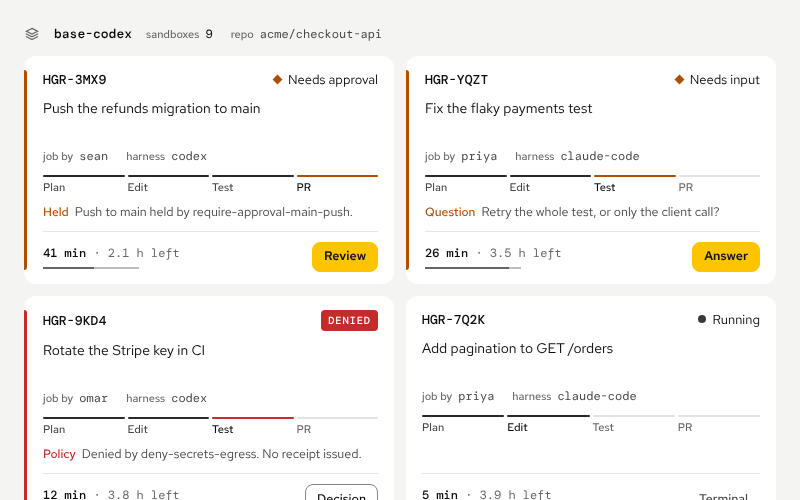 base-codex sandboxes 9 repo acme/checkout-api
HGR-3MX9 Needs approval
Push the refunds migration to main
job by sean harness codex
Plan Edit Test PR
Held Push to main held by require-approval-main-push.
41 min · 2.1 h left Review
HGR-YQZT Needs input
Fix the flaky payments test
job by priya harness claude-code
Plan Edit Test PR
Question Retry the whole test, or only the client call?
26 min · 3.5 h left Answer
HGR-9KD4 DENIED
Rotate the Stripe key in CI
job by omar harness codex
Plan Edit Test PR
Policy Denied by deny-secrets-egress. No receipt issued.
12 min · 3.8 h left Decision
HGR-7Q2K Running
Add pagination to GET /orders
job by priya harness claude-code
Plan Edit Test PR
5 min · 3.9 h left Terminal